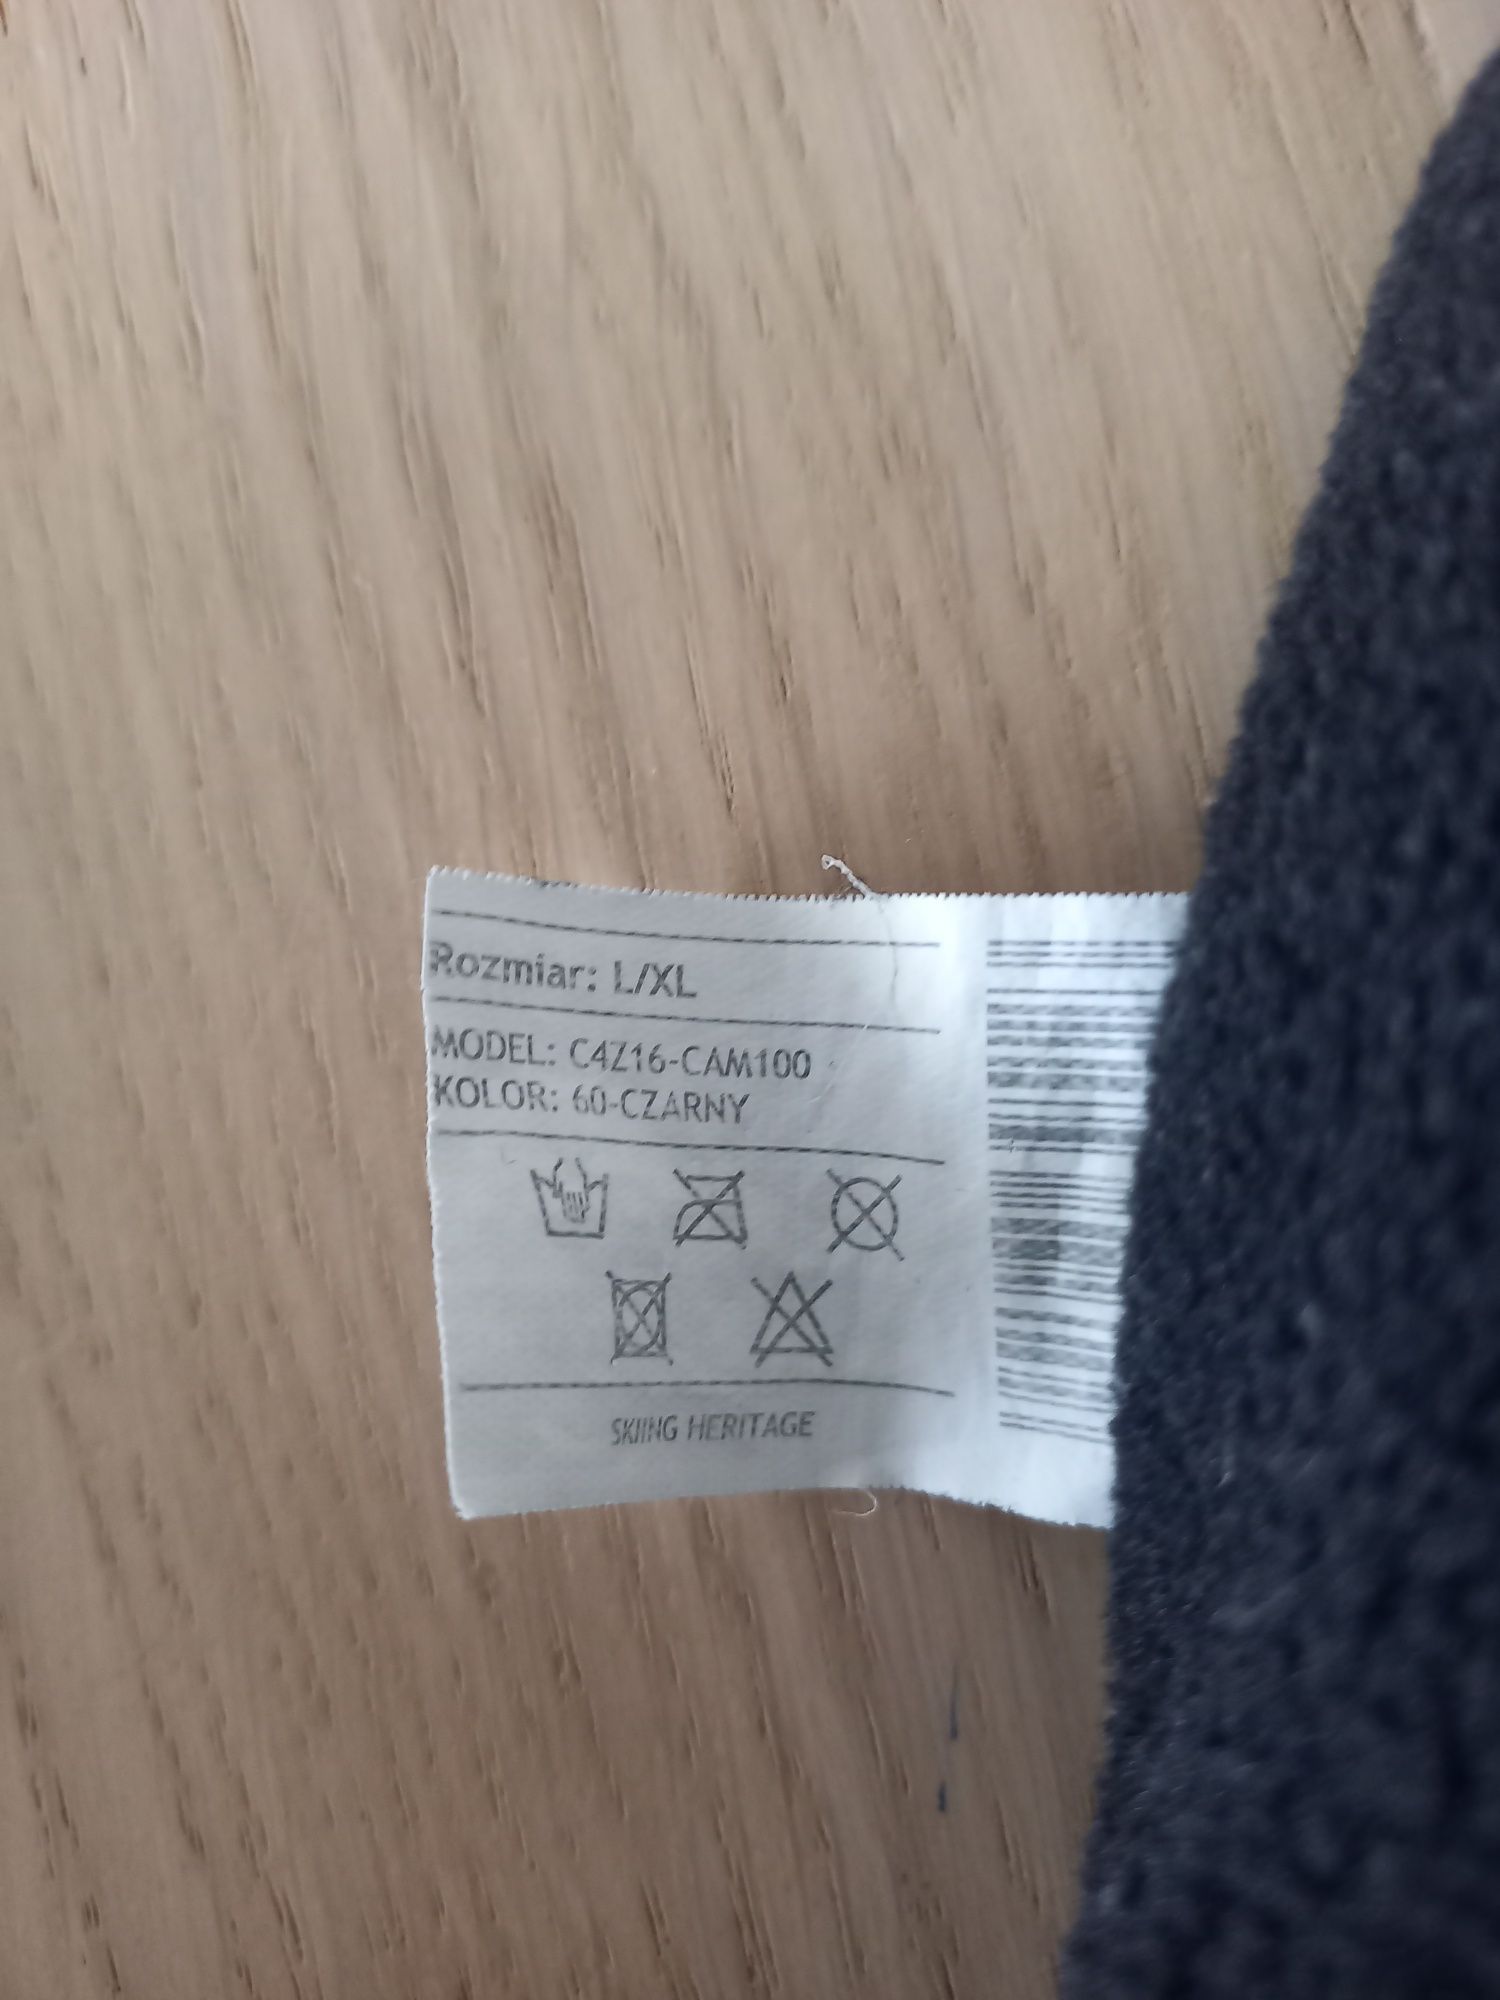 Rozmiar: L/XL
MODEL: C4Z16-CAM100
KOLOR: 60-CZARNY
SKIING HERITAGE